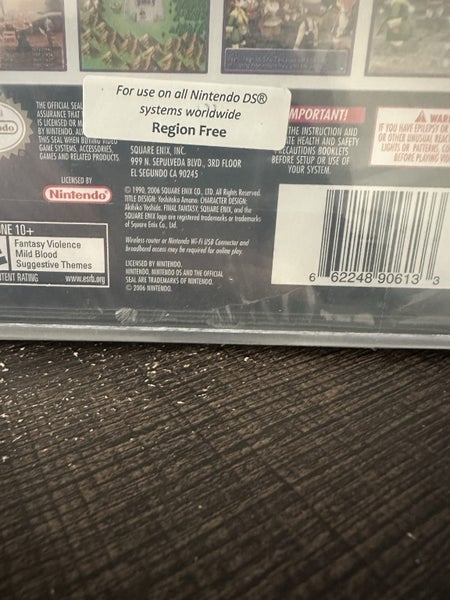 For use on all Nintendo DS®
systems worldwide
Region Free
THE OFFICIAL SEAL
ASSURANCE THAT
IS LICENSED OR M
BY NINTENDO. AL
THIS SEAL WHEN BUYING VIDEO
GAME SYSTEMS, ACCESSORIES,
GAMES AND RELATED PRODUCTS.
LICENSED BY
Nintendo
NE 10+
Fantasy Violence
Mild Blood
Suggestive Themes
TENT RATING www.esrb.org
SQUARE ENIX, INC.
999 N. SEPULVEDA BLVD., 3RD FLOOR
EL SEGUNDO CA 90245
© 1990, 2006 SQUARE ENIX CO., LTD. All Rights Reserved.
TITLE DESIGN: Yoshitaka Amano. CHARACTER DESIGN:
Akihiko Yoshida. FINAL FANTASY, SQUARE ENIX, and the
SQUARE ENIX logo are registered trademarks or trademarks
of Square Enix Co., Ltd.
Wireless router or Nintendo Wi-Fi USB Connector and
broadband access may be required for online play.
LICENSED BY NINTENDO.
NINTENDO, NINTENDO DS AND THE OFFICIAL
SEAL ARE TRADEMARKS OF NINTENDO.
© 2006 NINTENDO.
MPORTANT!
THE INSTRUCTION AND
TE HEALTH AND SAFETY
ECAUTIONS BOOKLETS
BEFORE SETUP OR USE OF
YOUR SYSTEM.
WAR
IF YOU HAVE EPILEPSY OR
OR OTHER UNUSUAL REAC
LIGHTS OR PATTERNS, CO
BEFORE PLAYING VI
6 62248 90613 3